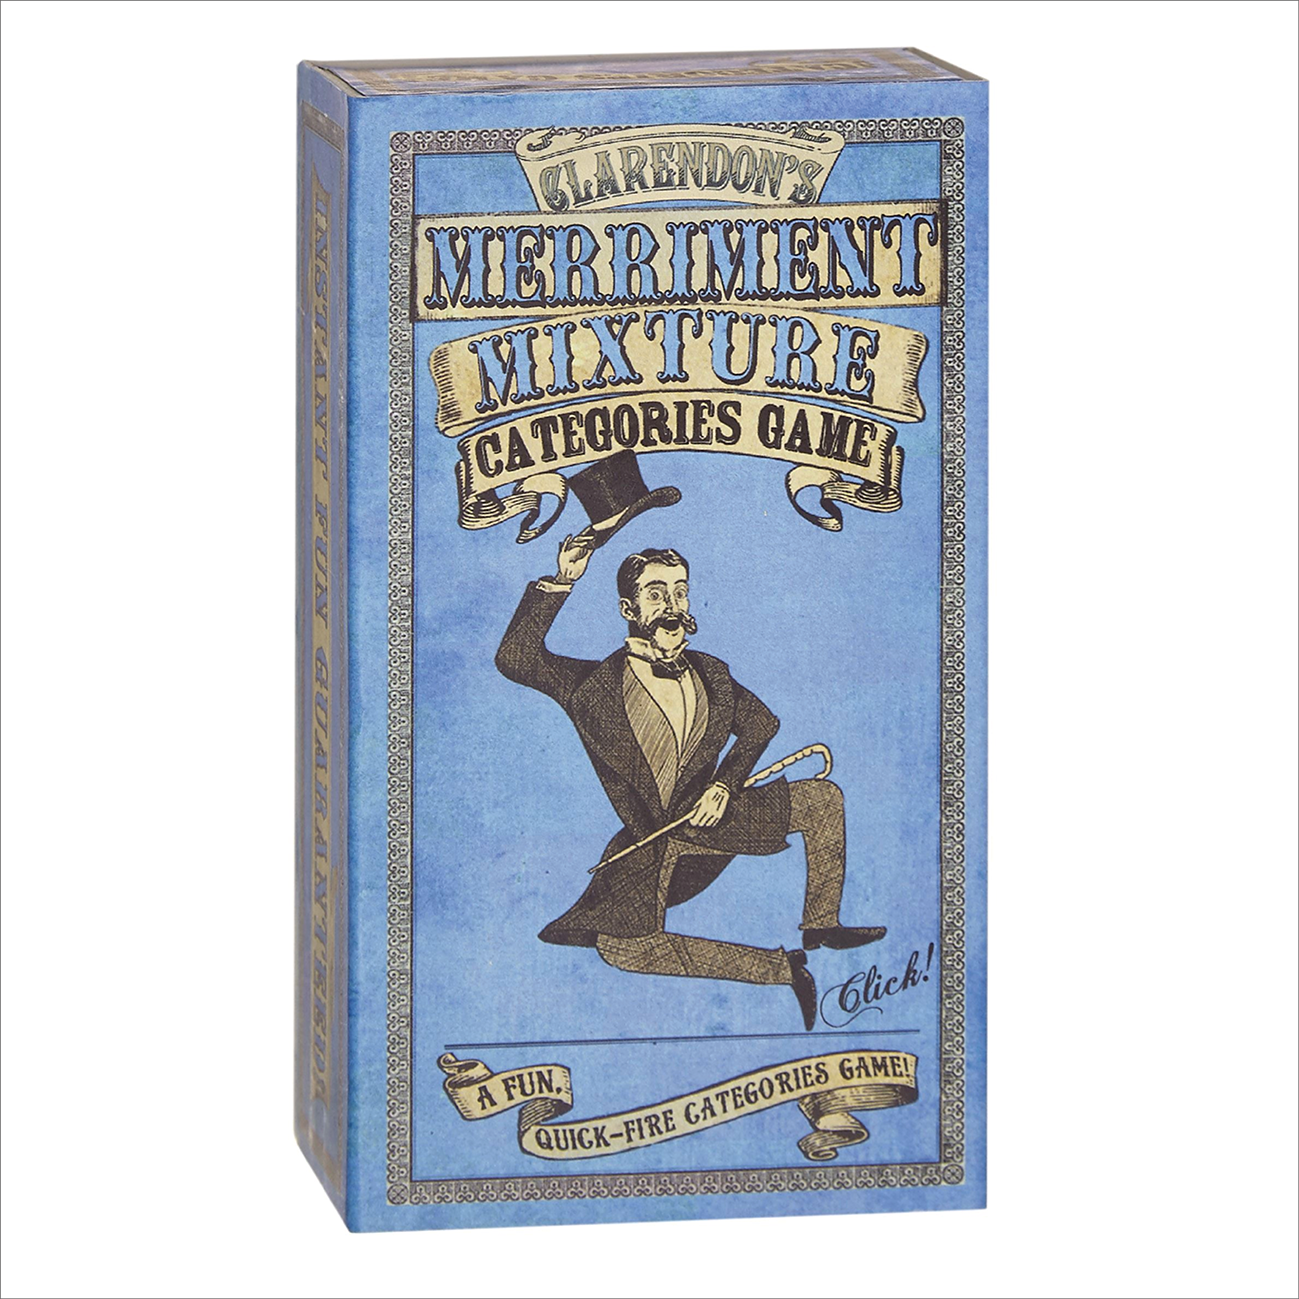 CLARENDON'S
MERRIMENT
MIXTURE
CATEGORIES GAME
Click!
A FUN,
QUICK-FIRE CATEGORIES GAME!
INSTANT FUN GUARANTEED